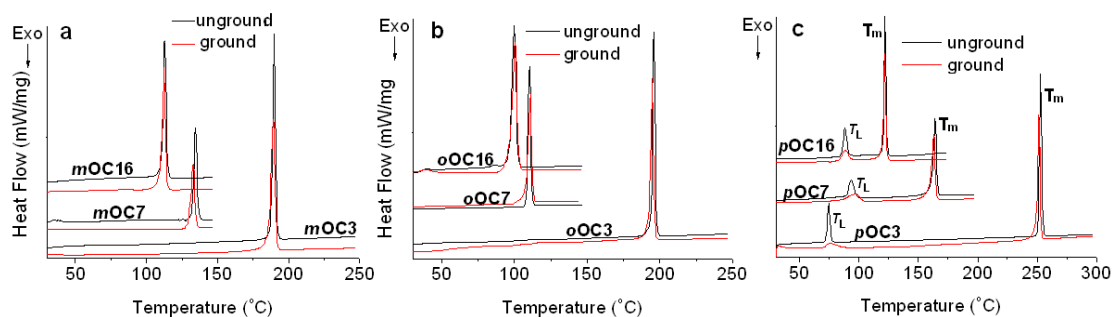 Exo
a
unground
ground
mOC16
mOC7
mOC3
Heat Flow (mW/mg)
50 100 150 200 250
Temperature (˚C)
Exo
b
unground
ground
oOC16
oOC7
oOC3
Heat Flow (mW/mg)
50 100 150 200 250
Temperature (˚C)
Exo
c
Tm
unground
ground
Tm
Tm
pOC16
TL
pOC7
TL
TL
pOC3
50 100 150 200 250 300
Temperature (˚C)